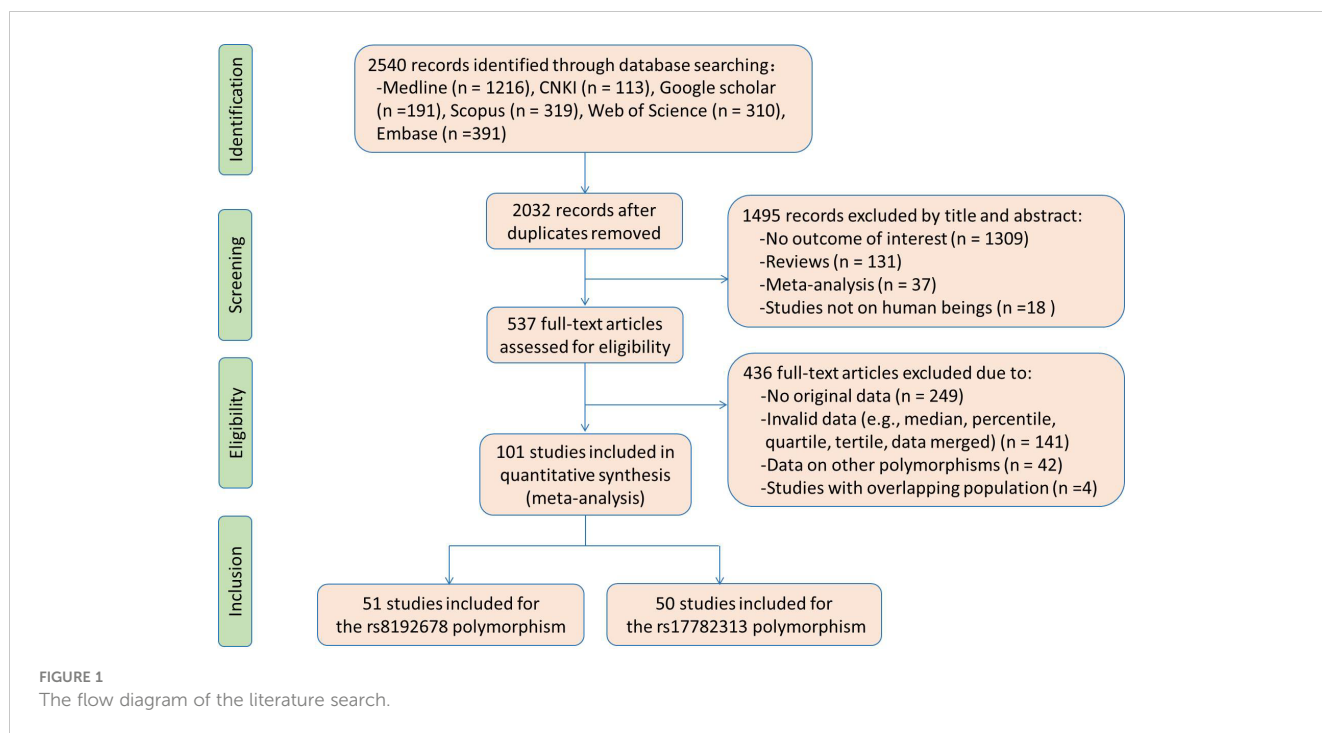 Identification
2540 records identified through database searching:
-Medline (n = 1216), CNKI (n = 113), Google scholar
(n =191), Scopus (n = 319), Web of Science (n = 310),
Embase (n =391)
Screening
2032 records after
duplicates removed
1495 records excluded by title and abstract:
-No outcome of interest (n = 1309)
-Reviews (n = 131)
-Meta-analysis (n = 37)
-Studies not on human beings (n =18 )
537 full-text articles
assessed for eligibility
Eligibility
436 full-text articles excluded due to:
-No original data (n = 249)
-Invalid data (e.g., median, percentile,
quartile, tertile, data merged) (n = 141)
-Data on other polymorphisms (n = 42)
-Studies with overlapping population (n =4)
101 studies included in
quantitative synthesis
(meta-analysis)
Inclusion
51 studies included for
the rs8192678 polymorphism
50 studies included for
the rs17782313 polymorphism
FIGURE 1
The flow diagram of the literature search.